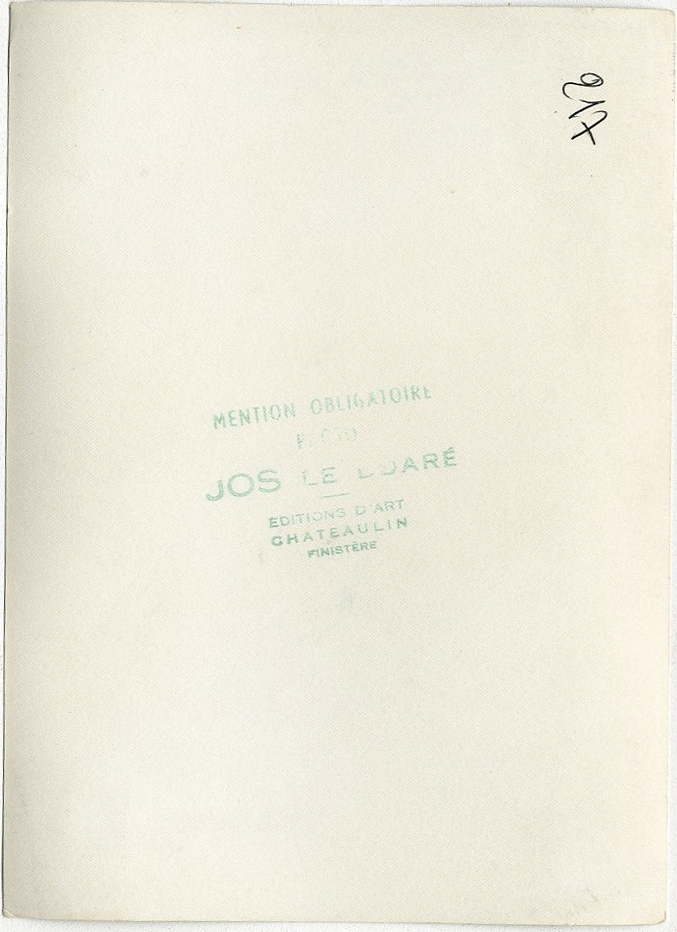 MENTION OBLIGATOIRE
JOS LE
EDITIONS D'ART
CHATEAULIN
FINISTÈRE